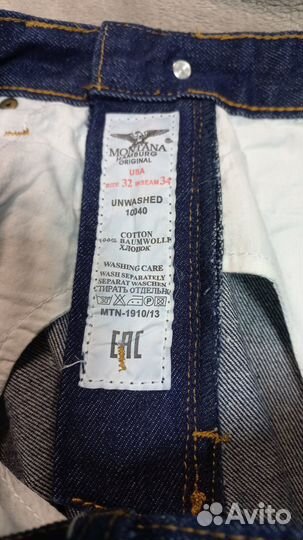 MONTANA
HAMBURG
ORIGINAL
USA
SIZE 32 INSEAM 34
UNWASHED
10040
COTTON
100% BAUMWOLLE
ХЛОПОК
WASHING CARE
WASH SEPARATELY
SEPARAT WASCHEN
СТИРАТЬ ОТДЕЛЬНО
MTN-1910/13
EAC
Avito